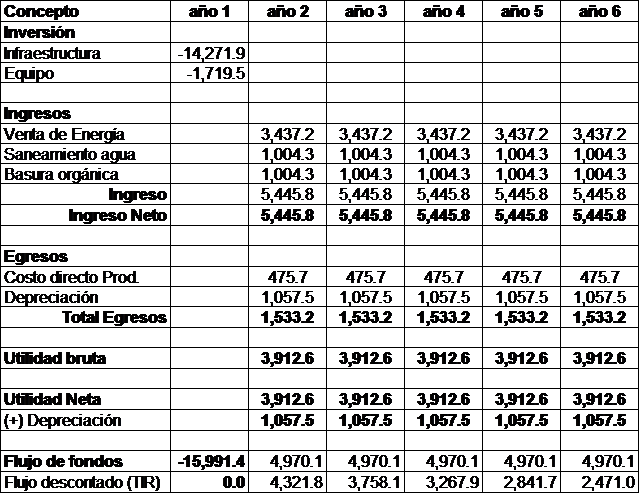 Concepto año 1 año 2 año 3 año 4 año 5 año 6
Inversión
Infraestructura -14,271.9
Equipo -1,719.5
Ingresos
Venta de Energía 3,437.2 3,437.2 3,437.2 3,437.2 3,437.2
Saneamiento agua 1,004.3 1,004.3 1,004.3 1,004.3 1,004.3
Basura orgánica 1,004.3 1,004.3 1,004.3 1,004.3 1,004.3
Ingreso 5,445.8 5,445.8 5,445.8 5,445.8 5,445.8
Ingreso Neto 5,445.8 5,445.8 5,445.8 5,445.8 5,445.8
Egresos
Costo directo Prod. 475.7 475.7 475.7 475.7 475.7
Depreciación 1,057.5 1,057.5 1,057.5 1,057.5 1,057.5
Total Egresos 1,533.2 1,533.2 1,533.2 1,533.2 1,533.2
Utilidad bruta 3,912.6 3,912.6 3,912.6 3,912.6 3,912.6
Utilidad Neta 3,912.6 3,912.6 3,912.6 3,912.6 3,912.6
(+) Depreciación 1,057.5 1,057.5 1,057.5 1,057.5 1,057.5
Flujo de fondos -15,991.4 4,970.1 4,970.1 4,970.1 4,970.1 4,970.1
Flujo descontado (TIR) 0.0 4,321.8 3,758.1 3,267.9 2,841.7 2,471.0